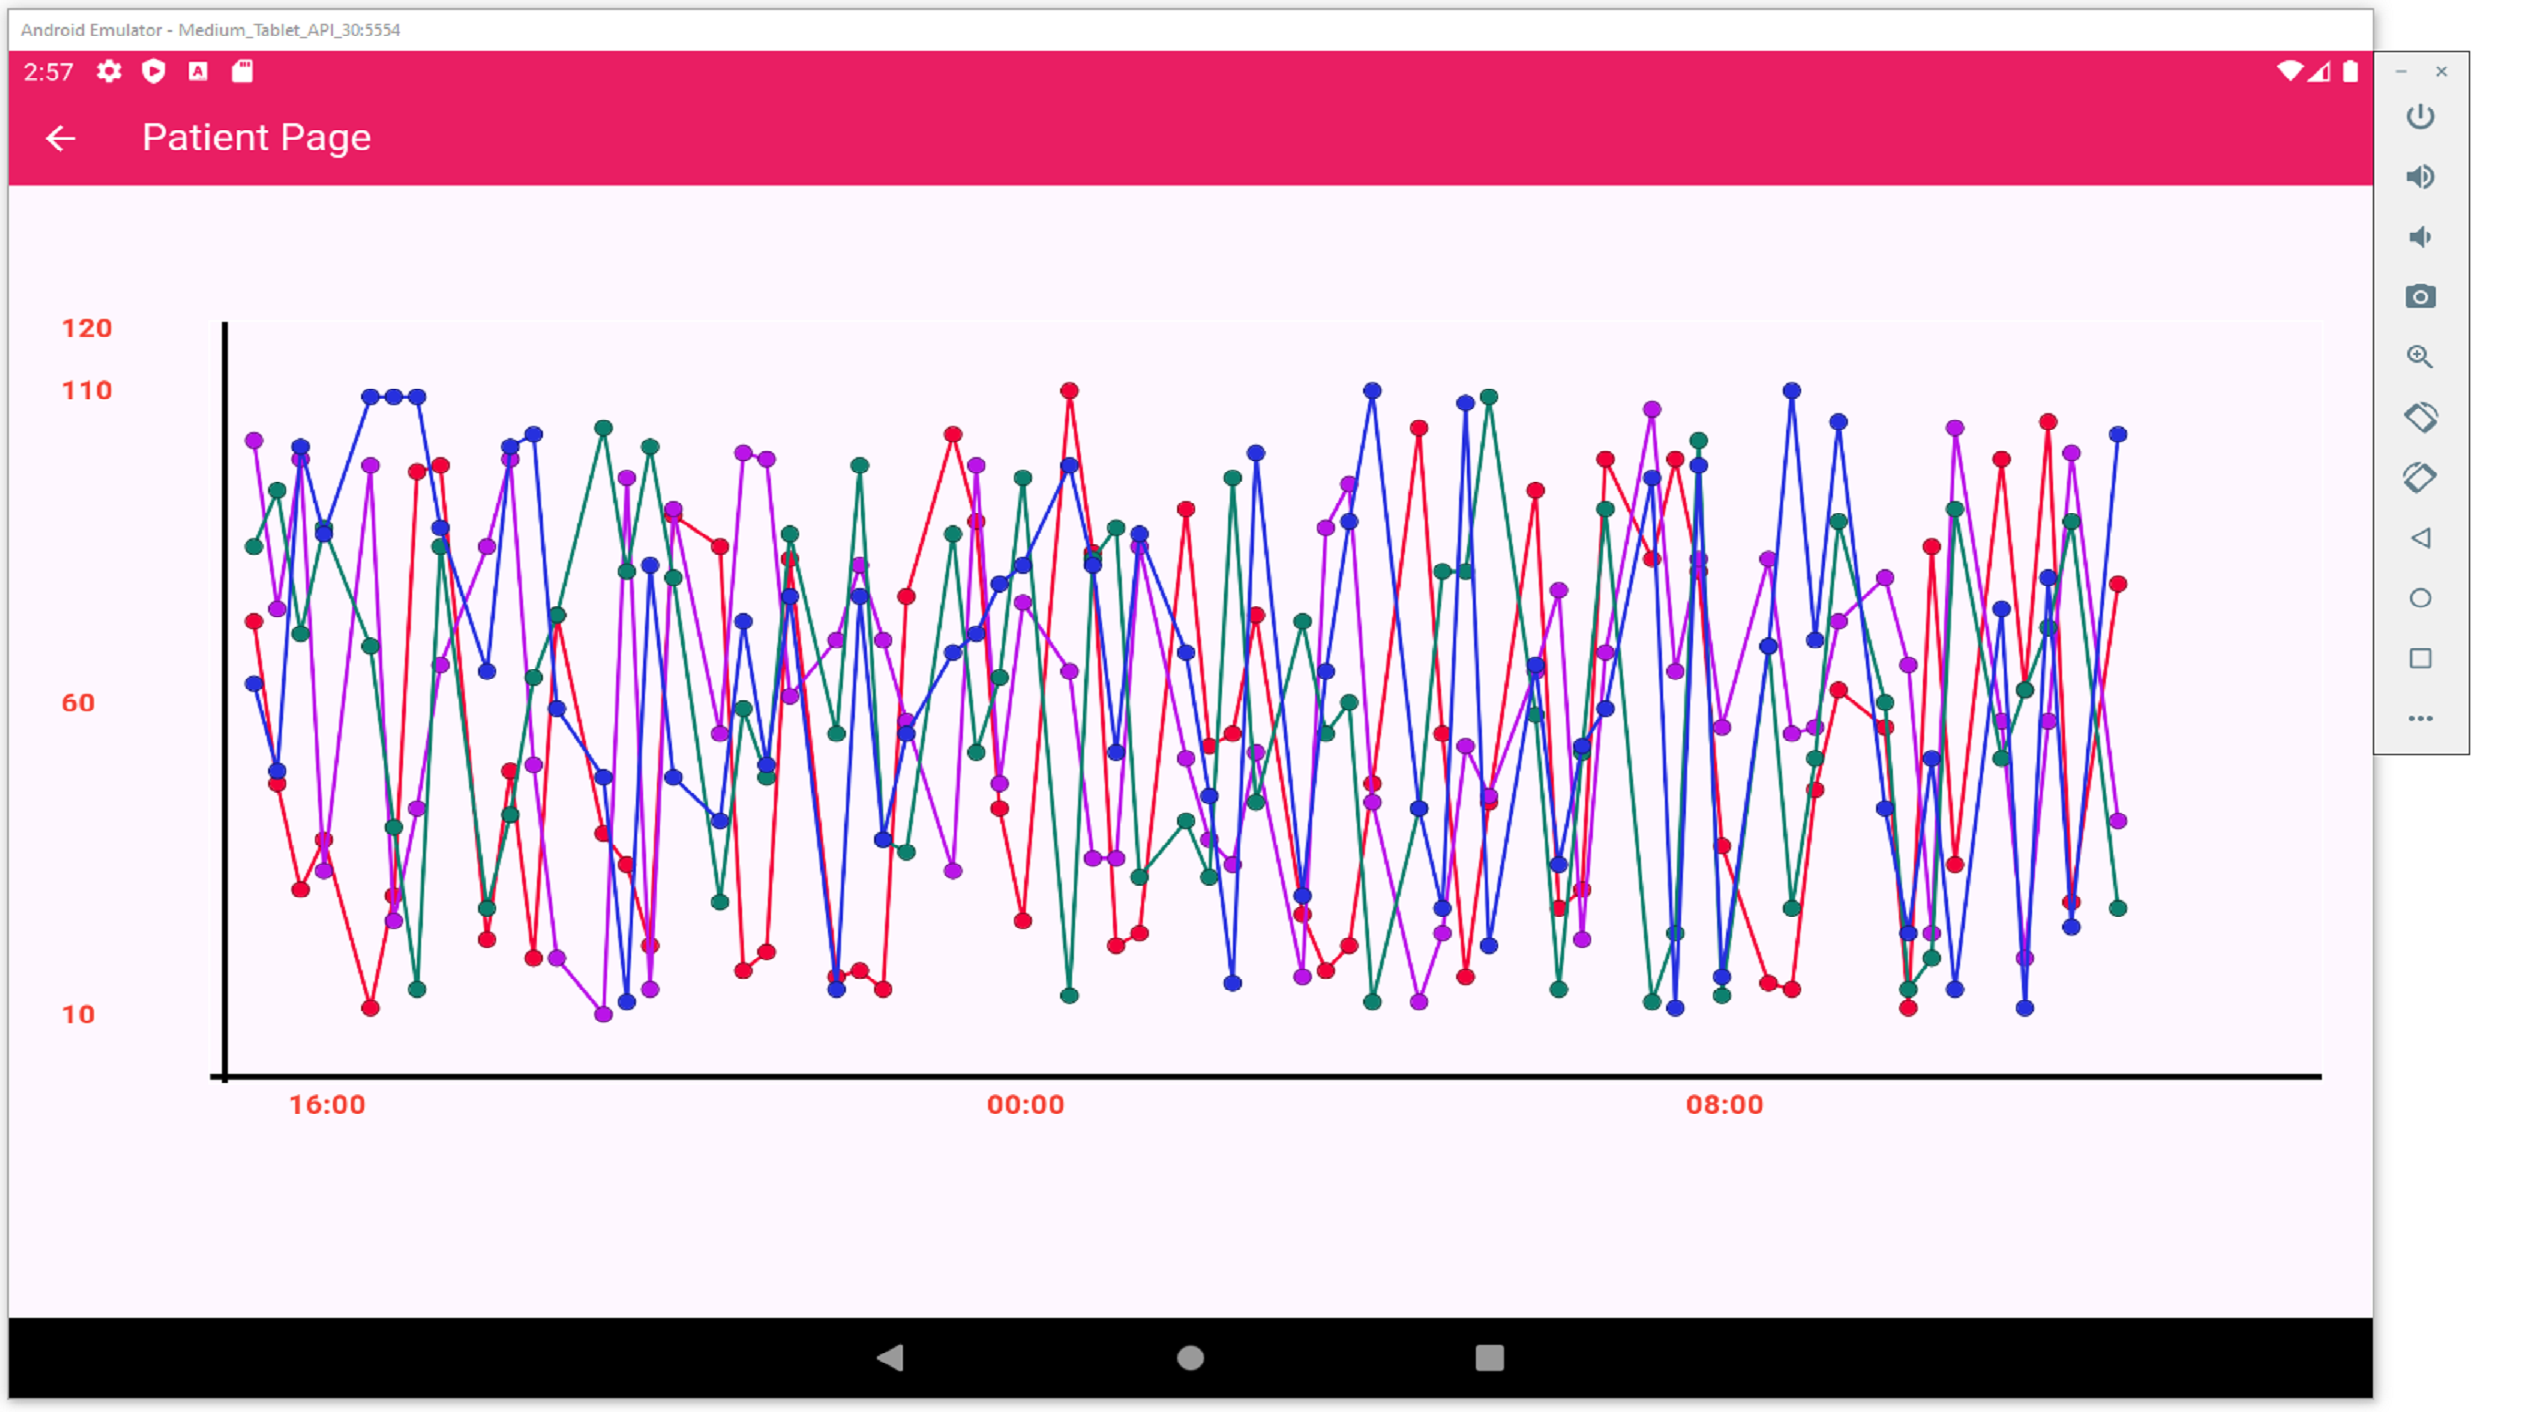 Android Emulator - Medium_Tablet_API_30:5554
2:57
Patient Page
120
110
60
10
16:00 00:00 08:00